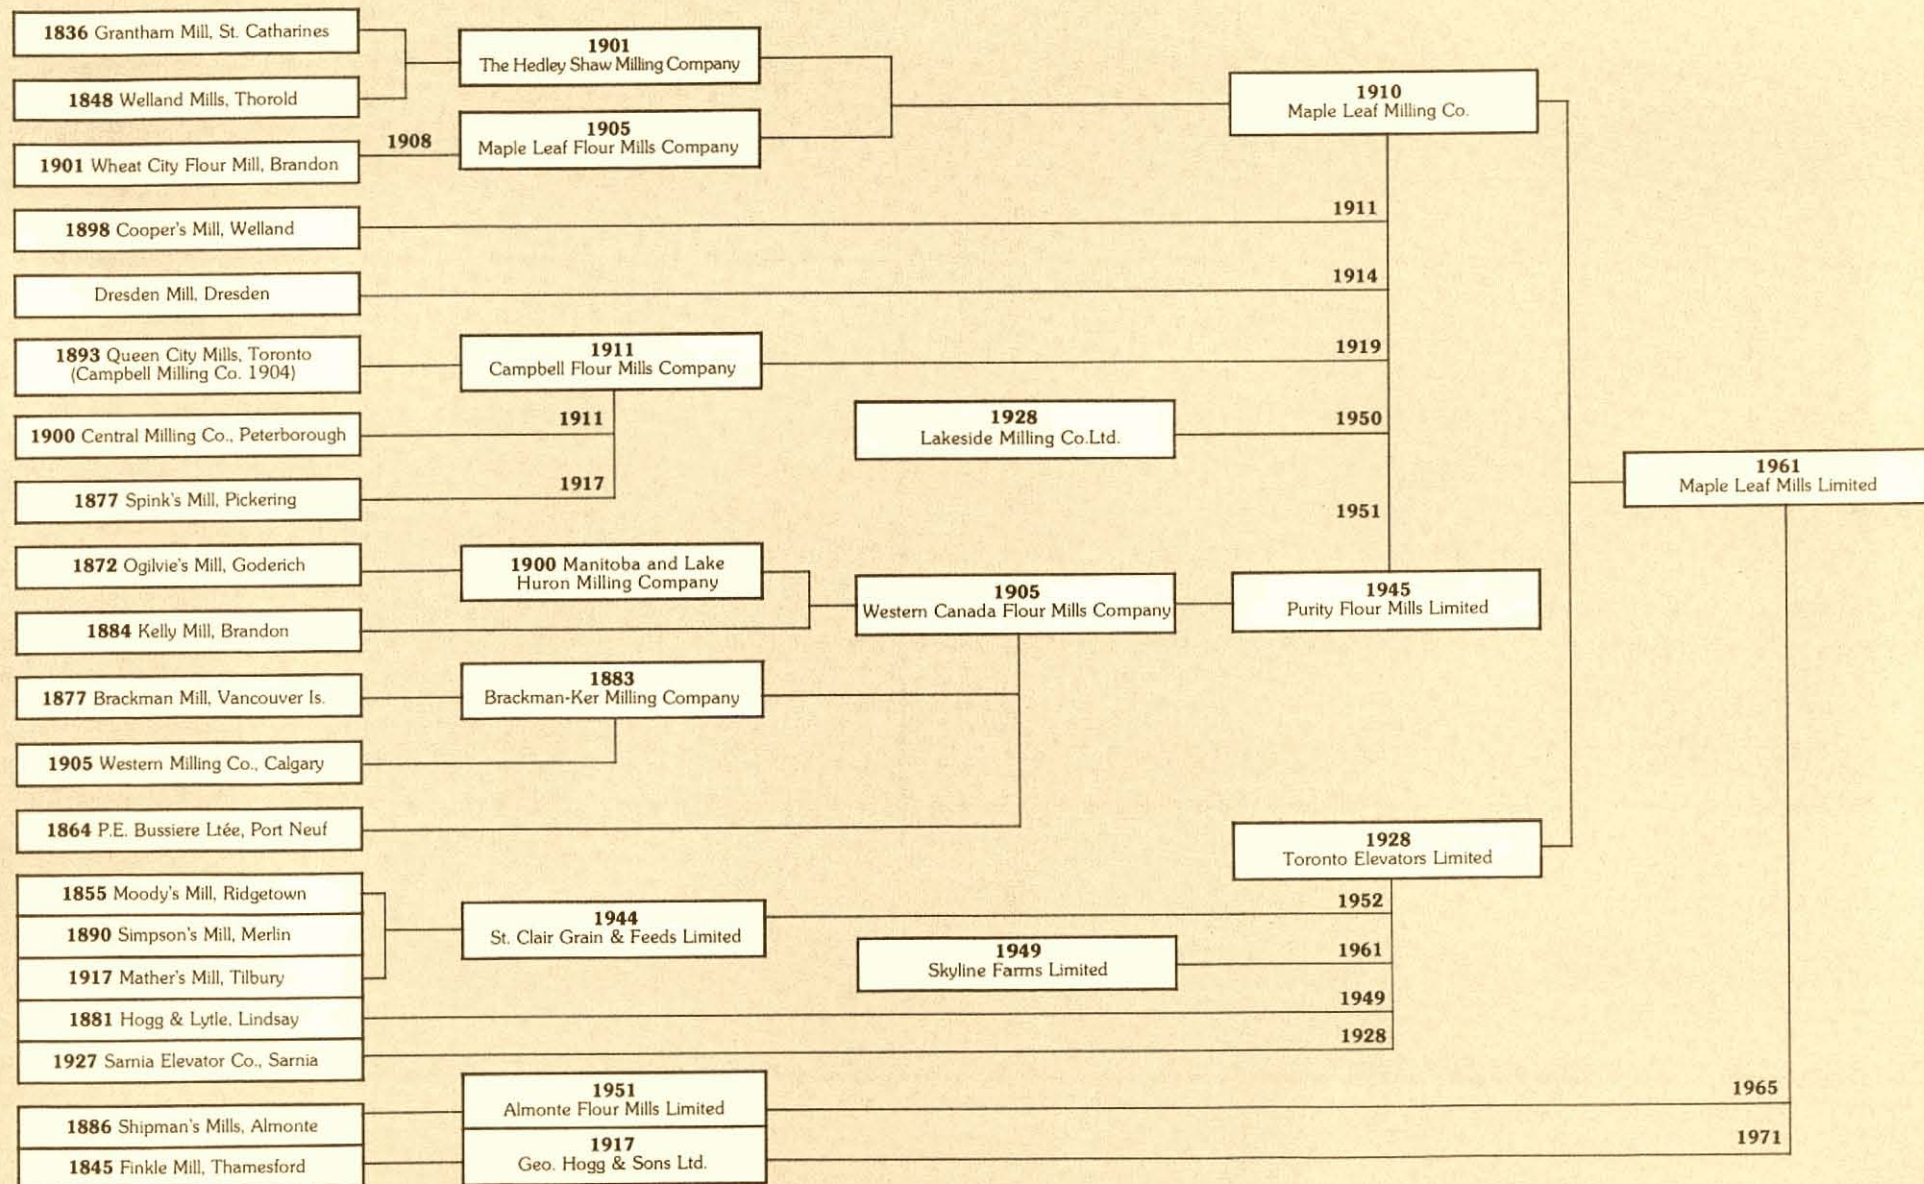 1836 Grantham Mill, St. Catharines
1848 Welland Mills, Thorold
1901 Wheat City Flour Mill, Brandon
1908
1901
The Hedley Shaw Milling Company
1905
Maple Leaf Flour Mills Company
1910
Maple Leaf Milling Co.
1898 Cooper's Mill, Welland
1911
Dresden Mill, Dresden
1914
1893 Queen City Mills, Toronto
(Campbell Milling Co. 1904)
1911
Campbell Flour Mills Company
1919
1900 Central Milling Co., Peterborough
1911
1928
Lakeside Milling Co.Ltd.
1950
1877 Spink's Mill, Pickering
1917
1951
1961
Maple Leaf Mills Limited
1872 Ogilvie's Mill, Goderich
1900 Manitoba and Lake
Huron Milling Company
1884 Kelly Mill, Brandon
1905
Western Canada Flour Mills Company
1945
Purity Flour Mills Limited
1877 Brackman Mill, Vancouver Is.
1883
Brackman-Ker Milling Company
1905 Western Milling Co., Calgary
1864 P.E. Bussiere Ltée, Port Neuf
1928
Toronto Elevators Limited
1855 Moody's Mill, Ridgetown
1890 Simpson's Mill, Merlin
1917 Mather's Mill, Tilbury
1944
St. Clair Grain & Feeds Limited
1952
1949
Skyline Farms Limited
1961
1881 Hogg & Lytle, Lindsay
1949
1927 Sarnia Elevator Co., Sarnia
1928
1886 Shipman's Mills, Almonte
1951
Almonte Flour Mills Limited
1965
1845 Finkle Mill, Thamesford
1917
Geo. Hogg & Sons Ltd.
1971